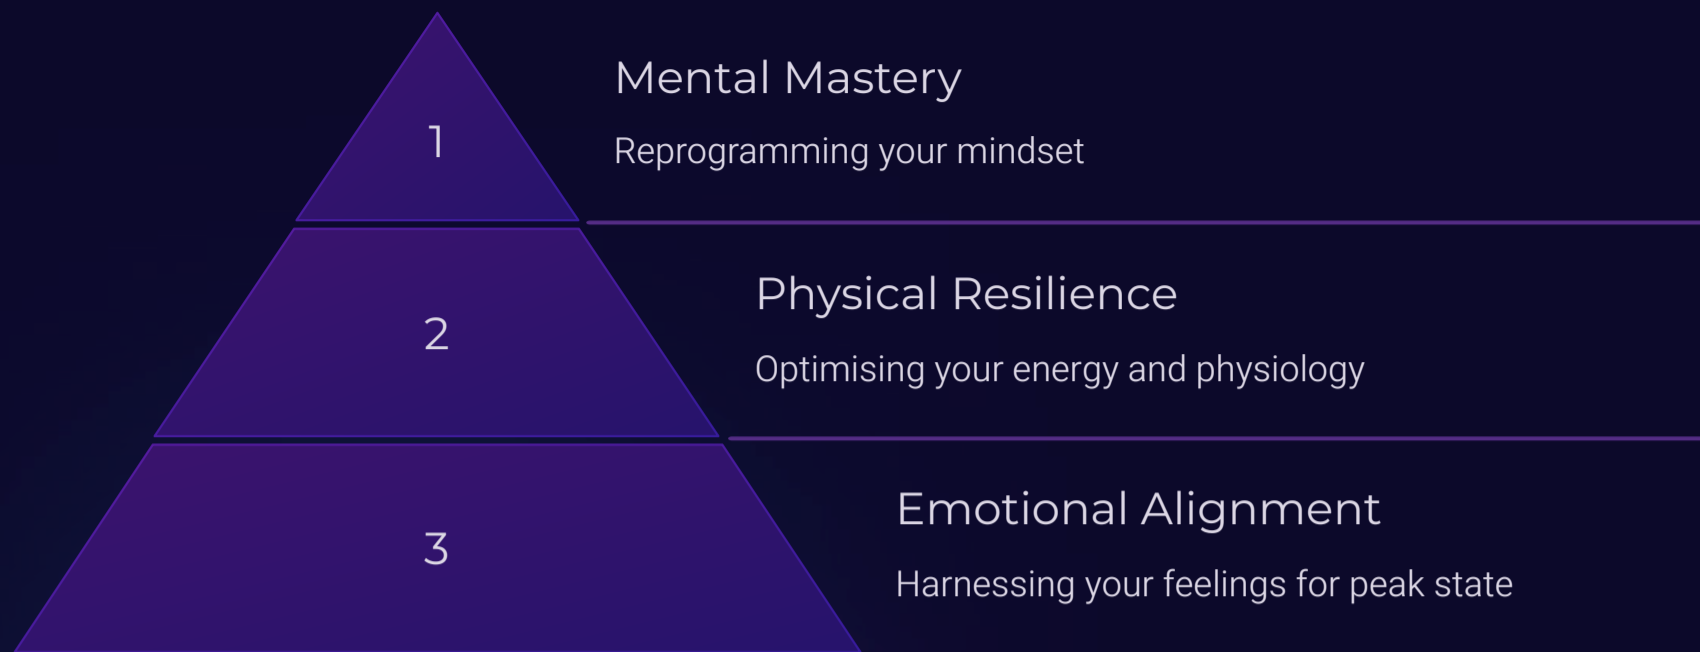 1
Mental Mastery
Reprogramming your mindset
2
Physical Resilience
Optimising your energy and physiology
3
Emotional Alignment
Harnessing your feelings for peak state